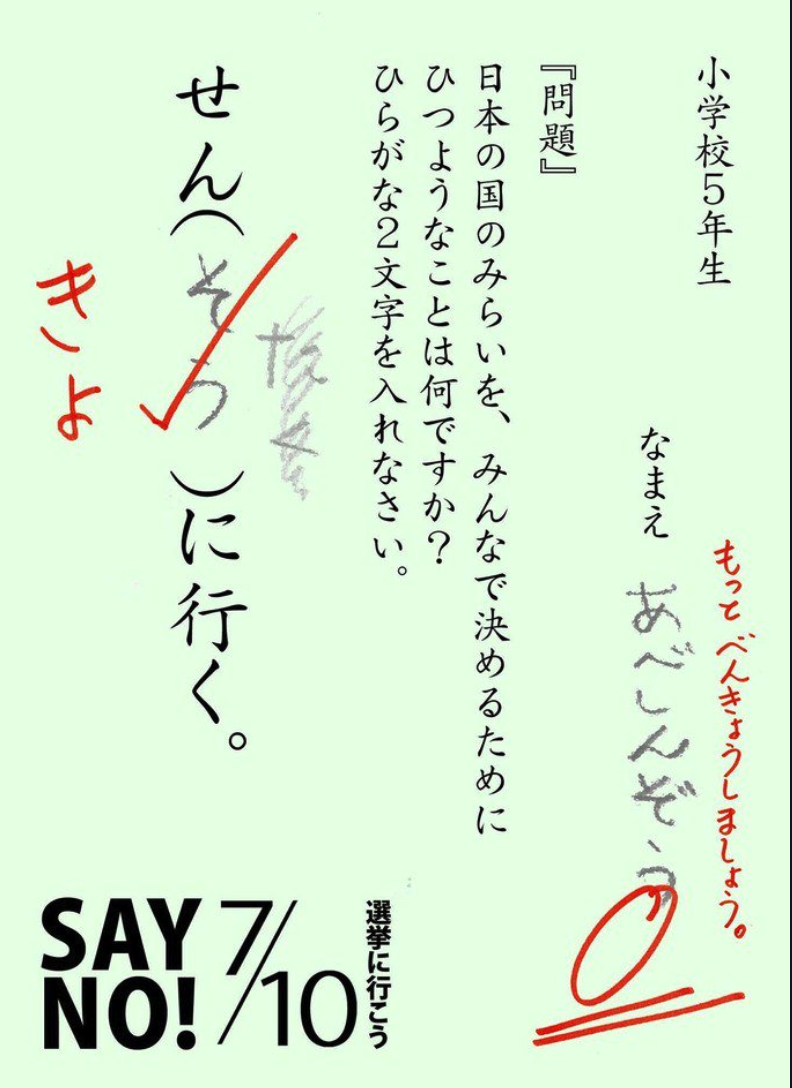 小学校5年生
もっとべんきょうしましょう。
なまえ あべしんぞう
0
『問題』
日本の国のみらいを、みんなで決めるために
ひつようなことは何ですか?
ひらがな2文字を入れなさい。
せん(そう)に行く。
きよ
SAY
NO!
7/10
選挙に行こう